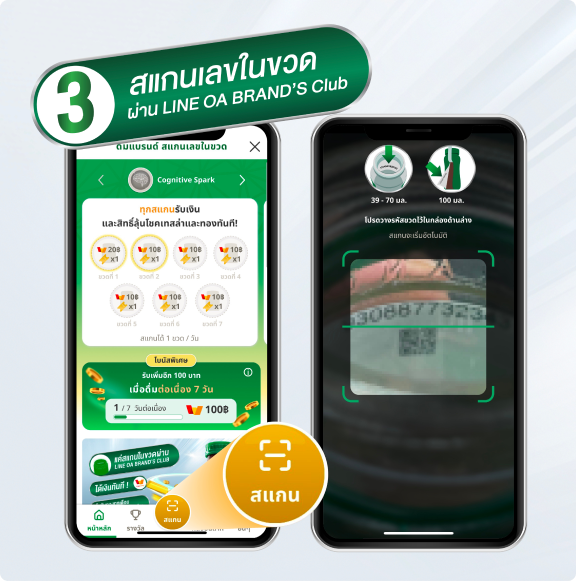 3
สแกนเลขในขวด
ผ่าน LINE OA BRAND'S Club
ดื่มแบรนด์ สแกนเลขในขวด
Cognitive Spark
ทุกสแกนรับเงิน
และสิทธิ์ลุ้นโชคเทสล่าและทองทันที!
20฿ x1
10฿ x1
10฿ x1
10฿ x1
ขวดที่ 1
ขวดที่ 2
ขวดที่ 3
ขวดที่ 4
10฿ x1
10฿ x1
10฿ x1
ขวดที่ 5
ขวดที่ 6
ขวดที่ 7
สแกนได้ 1 ขวด / วัน
โบนัสพิเศษ
รับเพิ่มอีก 100 บาท
เมื่อดื่มต่อเนื่อง 7 วัน
1 / 7 วันต่อเนื่อง
100฿
แค่สแกนในขวดผ่าน
LINE OA BRAND'S CLUB
ได้เงินทันที !
หน้าหลัก
รางวัล
สแกน
สแกน
39 - 70 มล.
100 มล.
โปรดวางรหัสขวดไว้ในกล่องด้านล่าง
สแกนจะเริ่มอัตโนมัติ
308877323